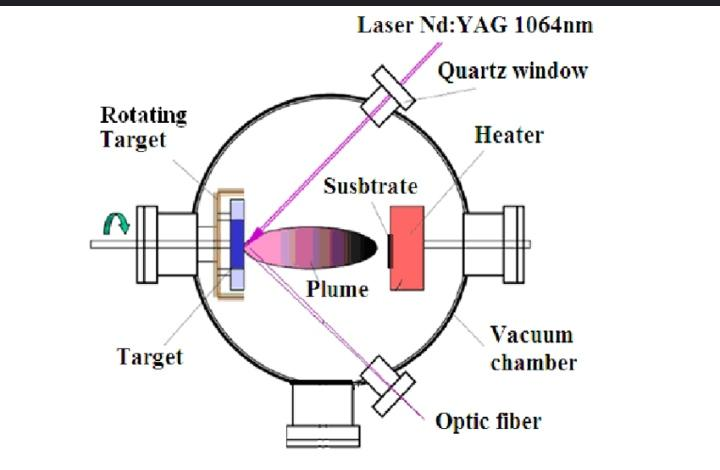 Laser Nd:YAG 1064nm
Quartz window
Rotating
Target
Heater
Susbtrate
Plume
Target
Vacuum
chamber
Optic fiber